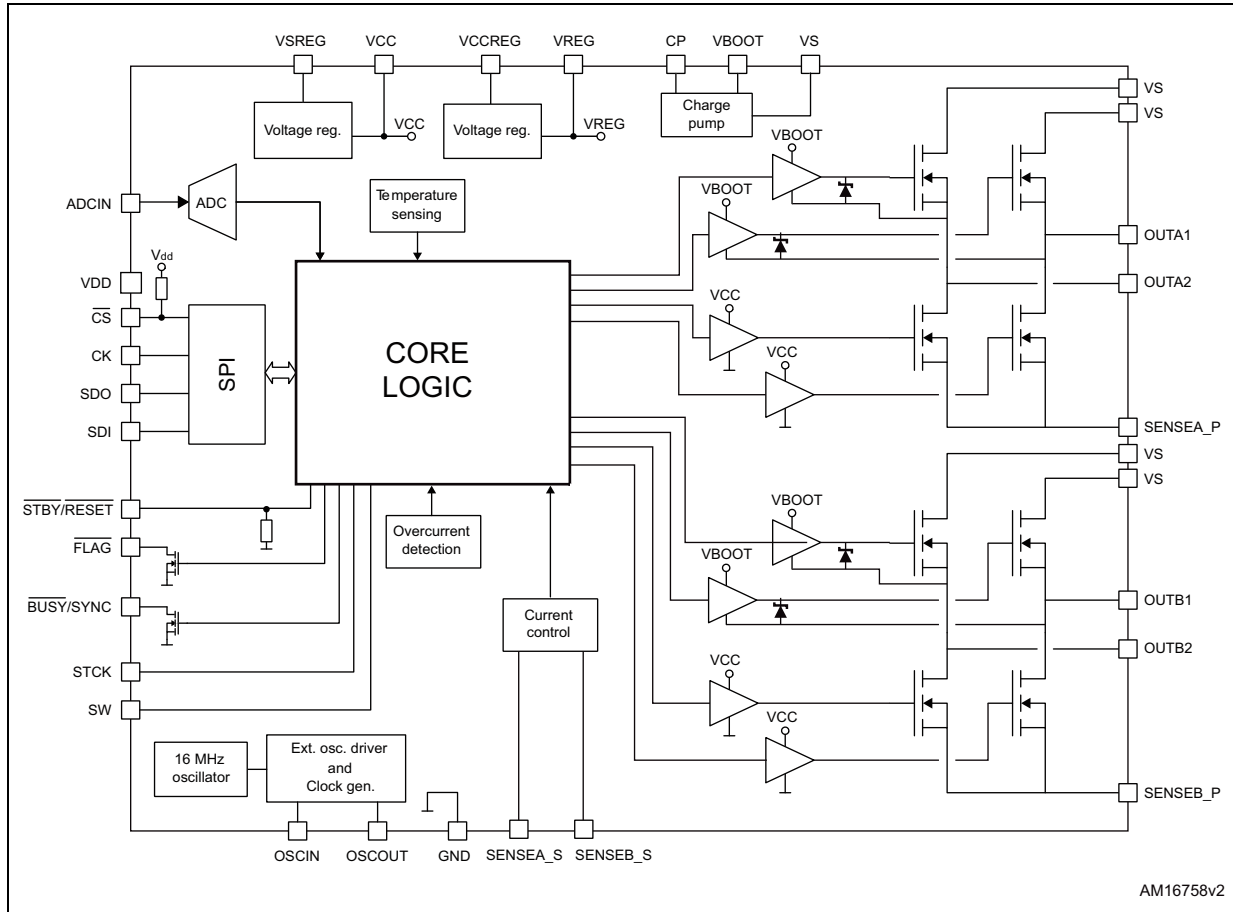 VSREG
VCC
VCCREG
VREG
CP
VBOOT
VS
VS
VS
Voltage reg.
VCC
Voltage reg.
VREG
Charge
pump
VBOOT
ADCIN
ADC
Temperature
sensing
VBOOT
OUTA1
Vdd
VDD
OUTA2
CS
CK
SDO
SDI
SPI
CORE
LOGIC
VCC
VCC
SENSEA_P
VS
VS
STBY/RESET
FLAG
BUSY/SYNC
STCK
SW
Overcurrent
detection
Current
control
VBOOT
VBOOT
OUTB1
OUTB2
VCC
VCC
SENSEB_P
16 MHz
oscillator
Ext. osc. driver
and
Clock gen.
OSCIN
OSCOUT
GND
SENSEA_S
SENSEB_S
AM16758v2